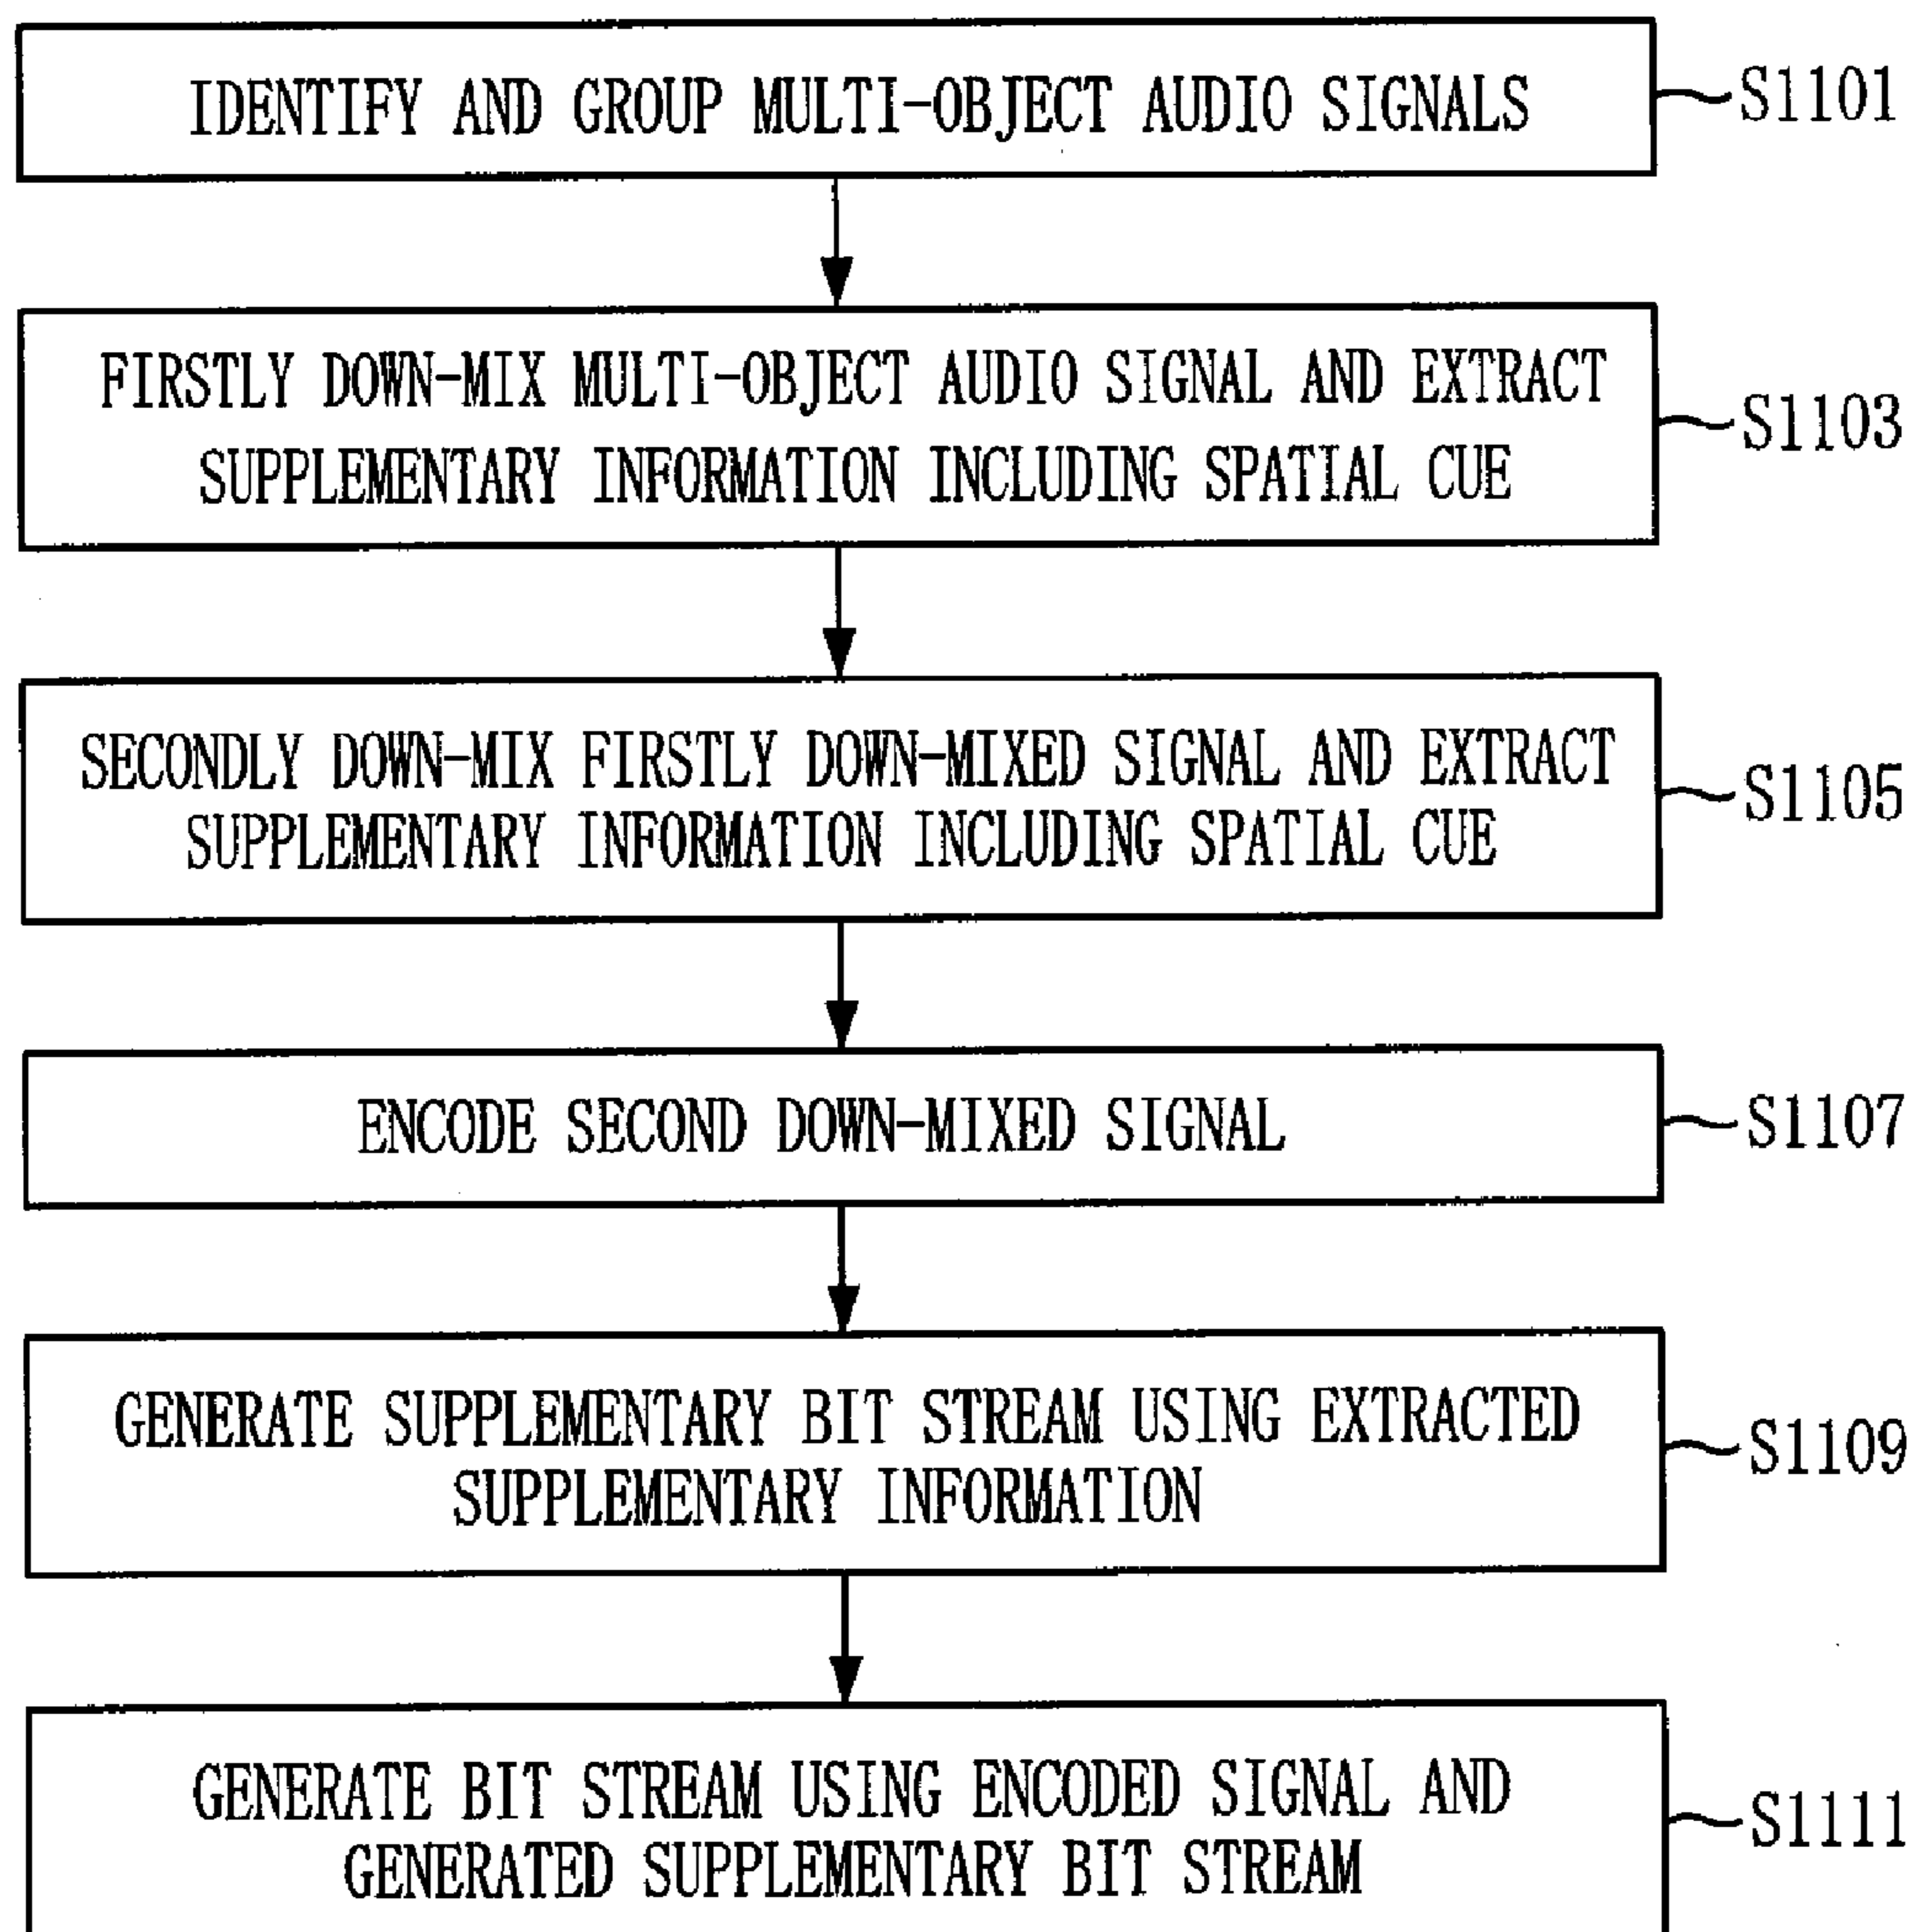 IDENTIFY AND GROUP MULTI-OBJECT AUDIO SIGNALS
S1101
FIRSTLY DOWN-MIX MULTI-OBJECT AUDIO SIGNAL AND EXTRACT
SUPPLEMENTARY INFORMATION INCLUDING SPATIAL CUE
S1103
SECONDLY DOWN-MIX FIRSTLY DOWN-MIXED SIGNAL AND EXTRACT
SUPPLEMENTARY INFORMATION INCLUDING SPATIAL CUE
S1105
ENCODE SECOND DOWN-MIXED SIGNAL
S1107
GENERATE SUPPLEMENTARY BIT STREAM USING EXTRACTED
SUPPLEMENTARY INFORMATION
S1109
GENERATE BIT STREAM USING ENCODED SIGNAL AND
GENERATED SUPPLEMENTARY BIT STREAM
S1111